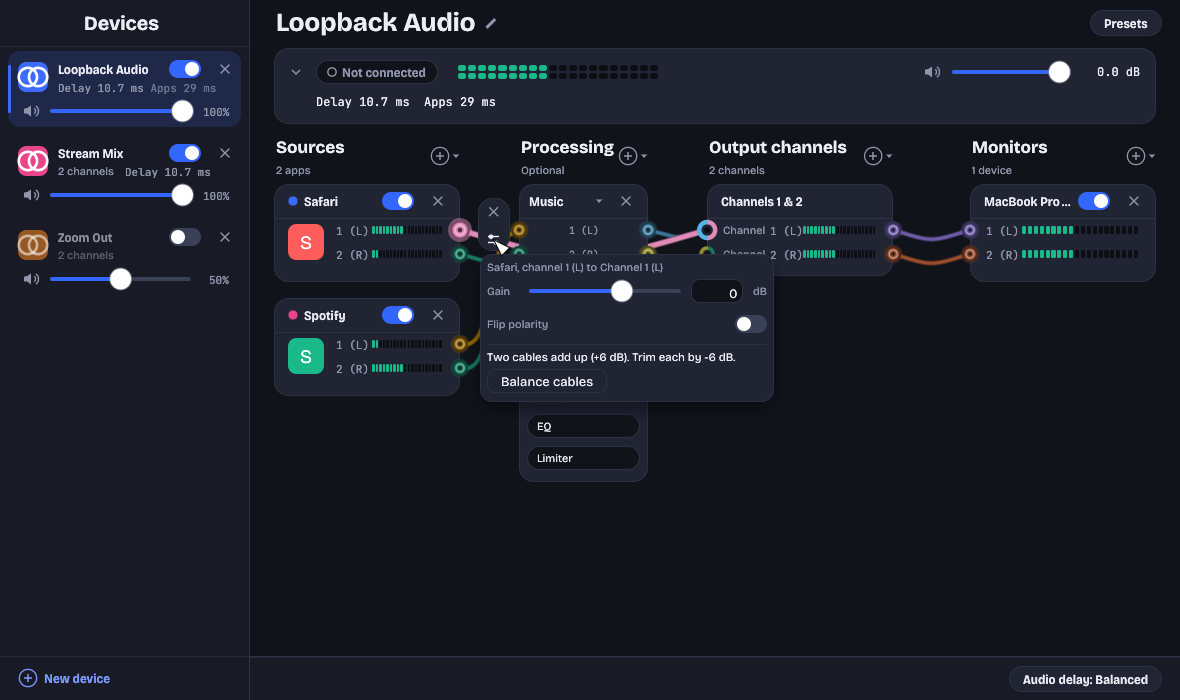 Devices
Loopback Audio
Delay 10.7 ms Apps 29 ms
100%
Stream Mix
2 channels Delay 10.7 ms
100%
Zoom Out
2 channels
50%
New device
Loopback Audio
Presets
Not connected
0.0 dB
Delay 10.7 ms Apps 29 ms
Sources
2 apps
Processing
Optional
Output channels
2 channels
Monitors
1 device
Safari
S
1 (L)
2 (R)
Spotify
S
1 (L)
2 (R)
Music
1 (L)
Channels 1 & 2
Channel 1 (L)
2 (R)
MacBook Pro ...
1 (L)
2 (R)
Safari, channel 1 (L) to Channel 1 (L)
Gain
0
dB
Flip polarity
Two cables add up (+6 dB). Trim each by -6 dB.
Balance cables
EQ
Limiter
Audio delay: Balanced